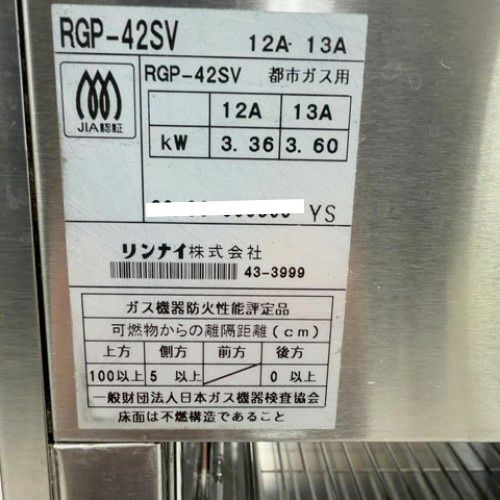 RGP-42SV 12A・13A
JIA認証
RGP-42SV 都市ガス用
12A 13A
kW 3.36 3.60
YS
リンナイ株式会社
43-3999
ガス機器防火性能評定品
可燃物からの離隔距離(cm)
上方 側方 前方 後方
100以上 5 以上 0 以上
一般財団法人日本ガス機器検査協会
床面は不燃構造であること